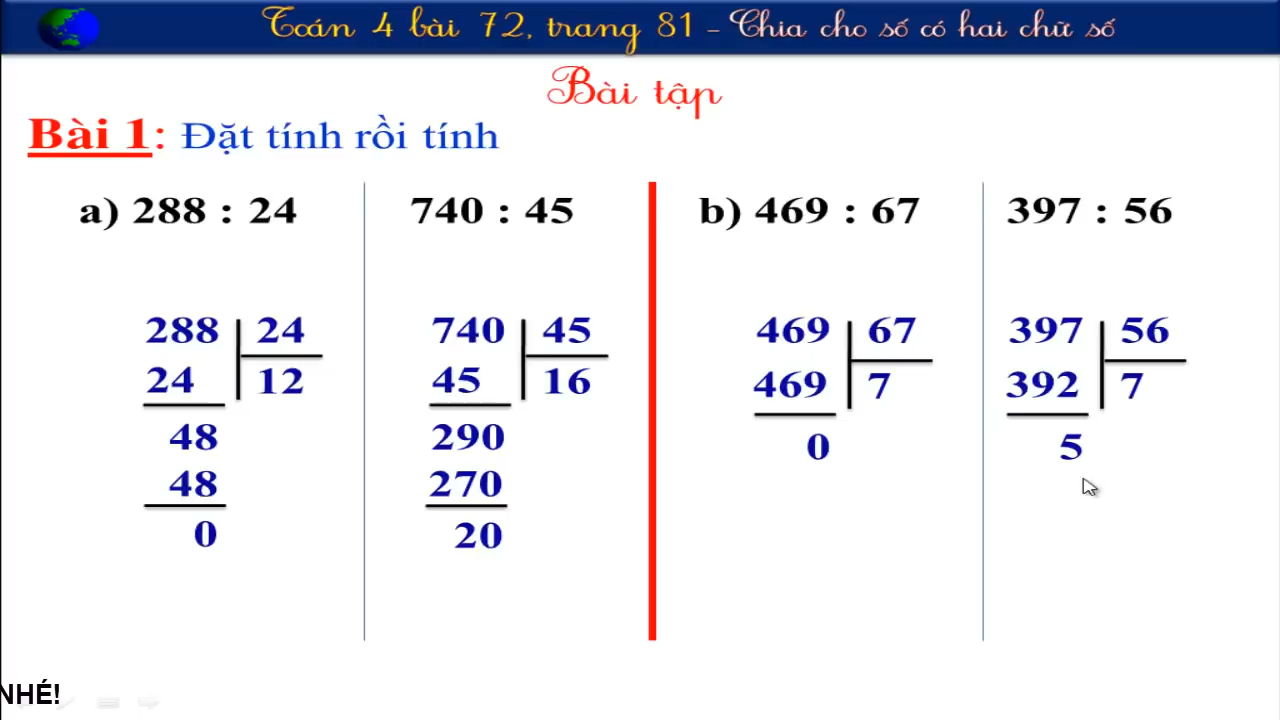 Toán 4 bài 72, trang 81 - Chia cho số có hai chữ số
Bài tập
Bài 1: Đặt tính rồi tính
a) 288 : 24
740 : 45
b) 469 : 67
397 : 56
288 24
24 12
48
48
0
740 45
45 16
290
270
20
469 67
469 7
0
397 56
392 7
5
NHÉ!